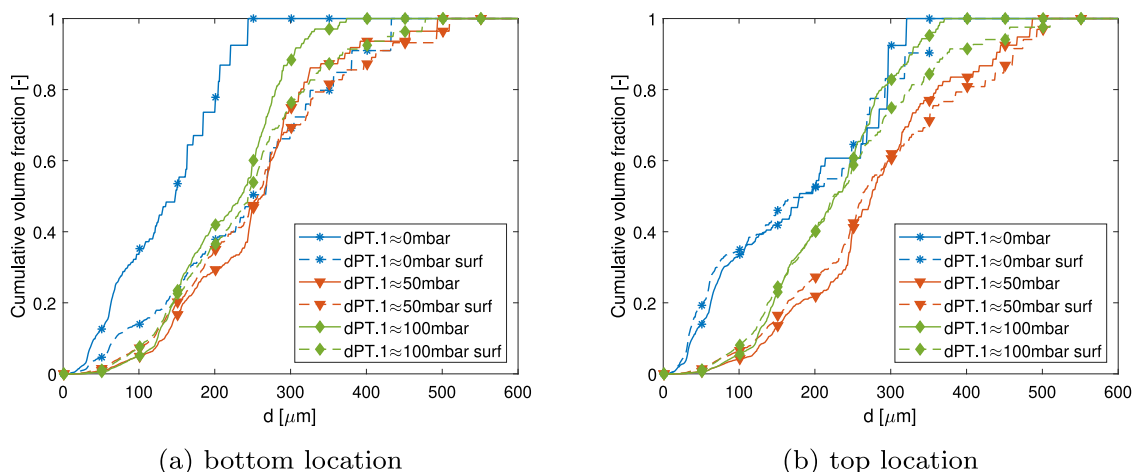 Cumulative volume fraction [-]
1
0.8
0.6
0.4
0.2
0
0 100 200 300 400 500 600
d [μm]
dPT.1≈0mbar
dPT.1≈0mbar surf
dPT.1≈50mbar
dPT.1≈50mbar surf
dPT.1≈100mbar
dPT.1≈100mbar surf
(a) bottom location
Cumulative volume fraction [-]
1
0.8
0.6
0.4
0.2
0
0 100 200 300 400 500 600
d [μm]
dPT.1≈0mbar
dPT.1≈0mbar surf
dPT.1≈50mbar
dPT.1≈50mbar surf
dPT.1≈100mbar
dPT.1≈100mbar surf
(b) top location